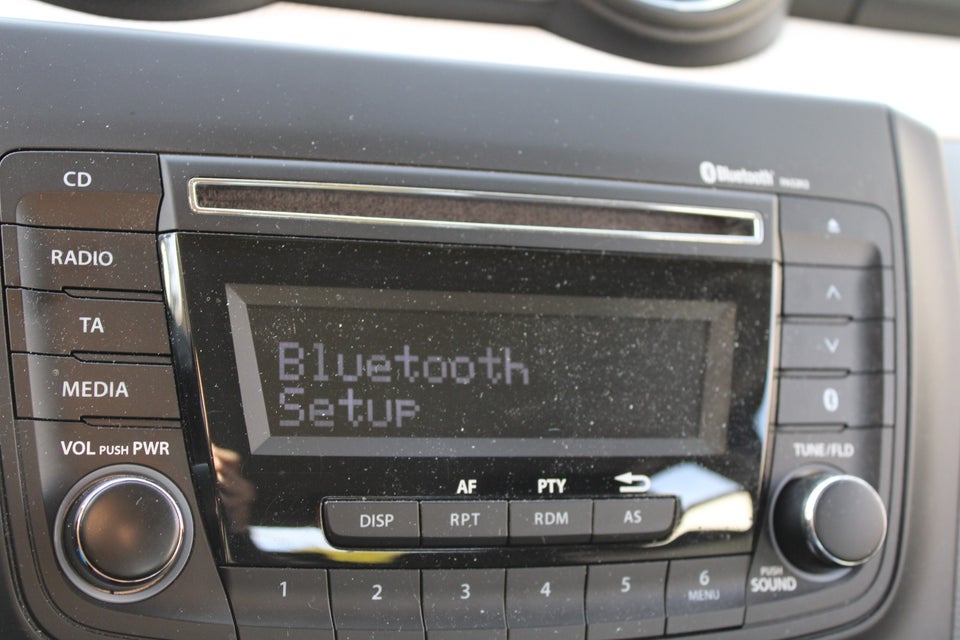 CD
Bluetooth
RADIO
TA
MEDIA
Bluetooth
Setup
VOL PUSH PWR
TUNE/FLD
AF PTY
DISP RPT RDM AS
1 2 3 4 5 6
MENU
PUSH
SOUND